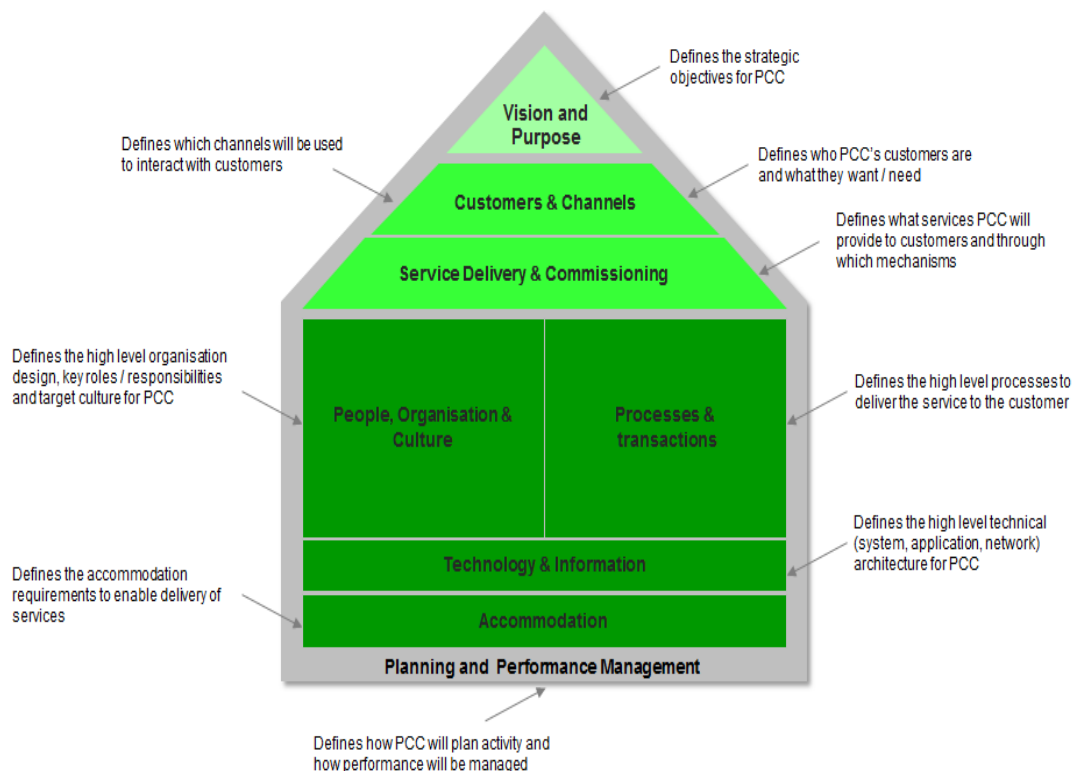 Defines the strategic
objectives for PCC
Vision and
Purpose
Defines which channels will be used
to interact with customers
Defines who PCC's customers are
and what they want / need
Customers & Channels
Defines what services PCC will
provide to customers and through
which mechanisms
Service Delivery & Commissioning
Defines the high level organisation
design, key roles / responsibilities
and target culture for PCC
People, Organisation &
Culture
Processes &
transactions
Defines the high level processes to
deliver the service to the customer
Defines the high level technical
(system, application, network)
architecture for PCC
Technology & Information
Defines the accommodation
requirements to enable delivery of
services
Accommodation
Planning and Performance Management
Defines how PCC will plan activity and
how performance will be managed